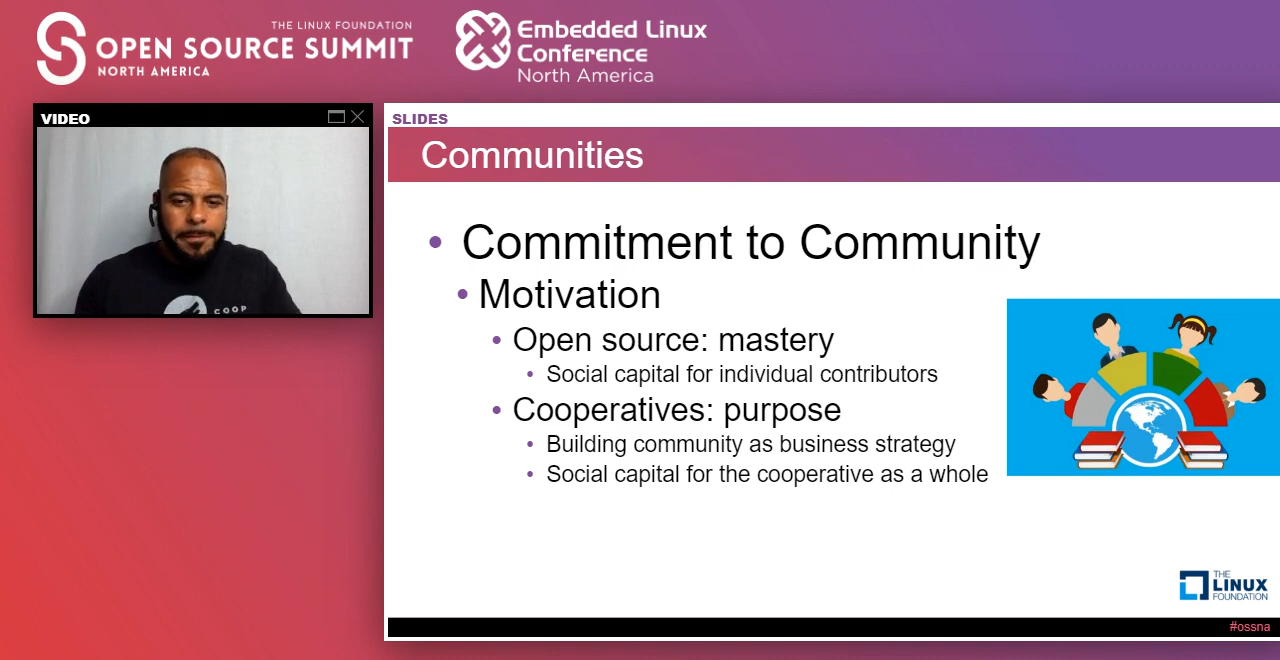 THE LINUX FOUNDATION
OPEN SOURCE SUMMIT
NORTH AMERICA
Embedded Linux
Conference
North America
VIDEO
SLIDES
Communities
• Commitment to Community
• Motivation
• Open source: mastery
• Social capital for individual contributors
• Cooperatives: purpose
• Building community as business strategy
• Social capital for the cooperative as a whole
COOP
THE
LINUX
FOUNDATION
#ossna